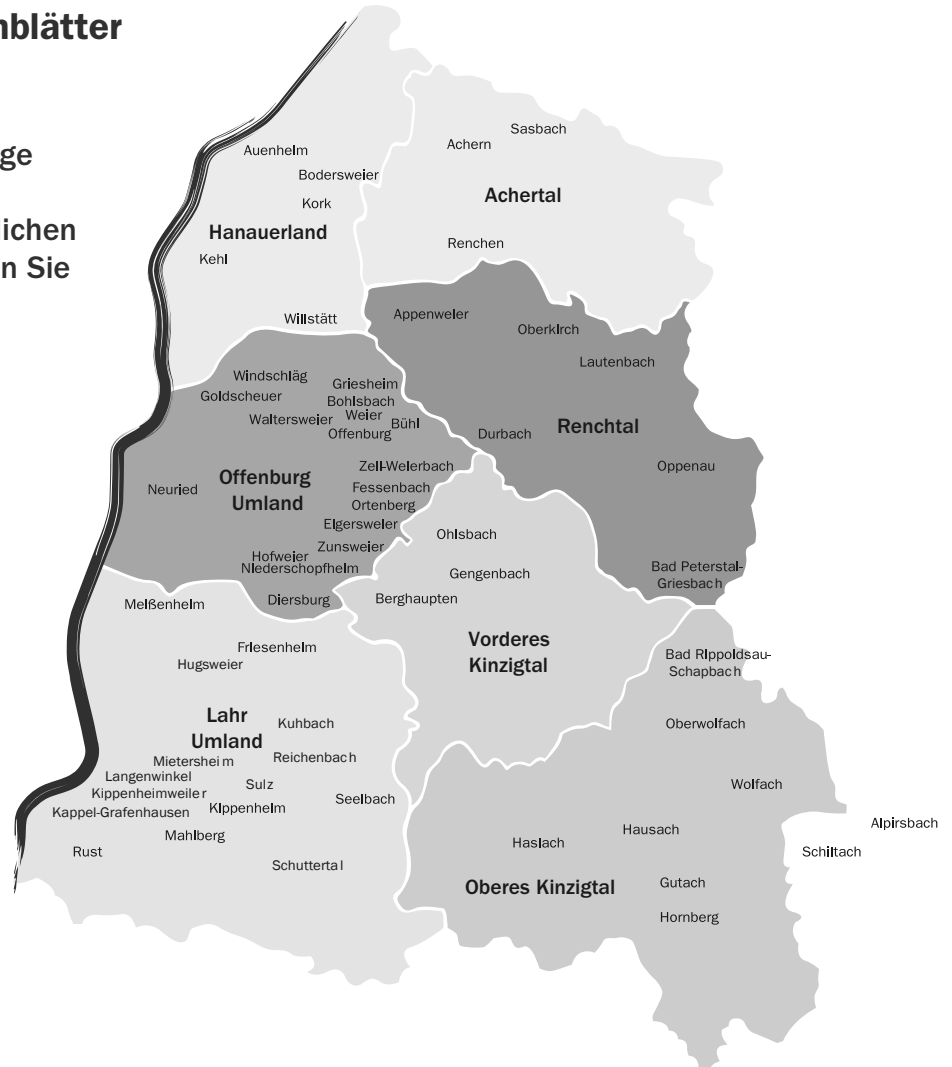 nblätter
ge
lichen
n Sie
Sasbach
Achern
Auenheim
Bodersweier
Achertal
Kork
Hanauerland
Renchen
Kehl
Willstätt
Appenweier
Oberkirch
Lautenbach
Windschläg
Griesheim
Goldscheuer
Bohlsbach
Waltersweier
Weier
Bühl
Offenburg
Durbach
Renchtal
Zell-Weierbach
Oppenau
Offenburg
Umland
Neuried
Fessenbach
Ortenberg
Elgersweier
Ohlsbach
Zunsweier
Hofweier
Niederschopfheim
Gengenbach
Bad Peterstal-
Griesbach
Diersburg
Berghaupten
Meißenheim
Vorderes
Kinzigtal
Friesenheim
Hugsweier
Bad Rippoldsau-
Schapbach
Lahr
Umland
Kuhbach
Oberwolfach
Mietersheim
Reichenbach
Langenwinkel
Sulz
Wolfach
Kippenheimweiler
Seelbach
Kappel-Grafenhausen
Kippenheim
Alpirsbach
Mahlberg
Hausach
Rust
Haslach
Schiltach
Schuttertal
Oberes Kinzigtal
Gutach
Hornberg